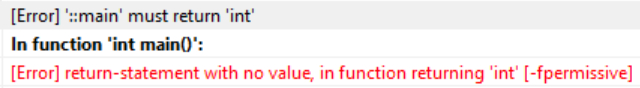 [Error] '::main' must return 'int'
In function 'int main()':
[Error] return-statement with no value, in function returning 'int' [-fpermissive]